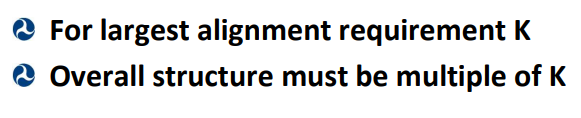 For largest alignment requirement K
Overall structure must be multiple of K